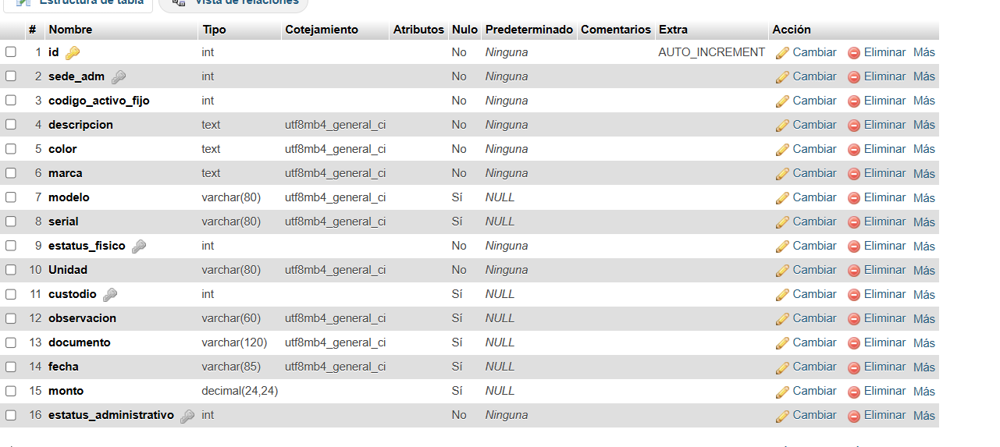 Estructura de tabla Vista de relaciones
# Nombre Tipo Cotejamiento Atributos Nulo Predeterminado Comentarios Extra Acción
1 id int No Ninguna AUTO_INCREMENT Cambiar Eliminar Más
2 sede_adm int No Ninguna Cambiar Eliminar Más
3 codigo_activo_fijo int No Ninguna Cambiar Eliminar Más
4 descripcion text utf8mb4_general_ci No Ninguna Cambiar Eliminar Más
5 color text utf8mb4_general_ci No Ninguna Cambiar Eliminar Más
6 marca text utf8mb4_general_ci No Ninguna Cambiar Eliminar Más
7 modelo varchar(80) utf8mb4_general_ci Sí NULL Cambiar Eliminar Más
8 serial varchar(80) utf8mb4_general_ci Sí NULL Cambiar Eliminar Más
9 estatus_fisico int No Ninguna Cambiar Eliminar Más
10 Unidad varchar(80) utf8mb4_general_ci No Ninguna Cambiar Eliminar Más
11 custodio int Sí NULL Cambiar Eliminar Más
12 observacion varchar(60) utf8mb4_general_ci Sí NULL Cambiar Eliminar Más
13 documento varchar(120) utf8mb4_general_ci Sí NULL Cambiar Eliminar Más
14 fecha varchar(85) utf8mb4_general_ci Sí NULL Cambiar Eliminar Más
15 monto decimal(24,24) Sí NULL Cambiar Eliminar Más
16 estatus_administrativo int No Ninguna Cambiar Eliminar Más